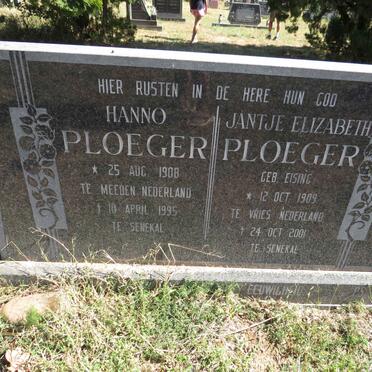 HIER RUSTEN IN DE HERE HUN GOD
HANNO
PLOEGER
* 25 AUG 1908
TE MEEDEN NEDERLAND
† 10 APRIL 1995
TE SENEKAL
JANTJE ELIZABETH
PLOEGER
GEB. EISING
* 12 OCT 1909
TE VRIES NEDERLAND
† 24 OCT 2001
TE SENEKAL